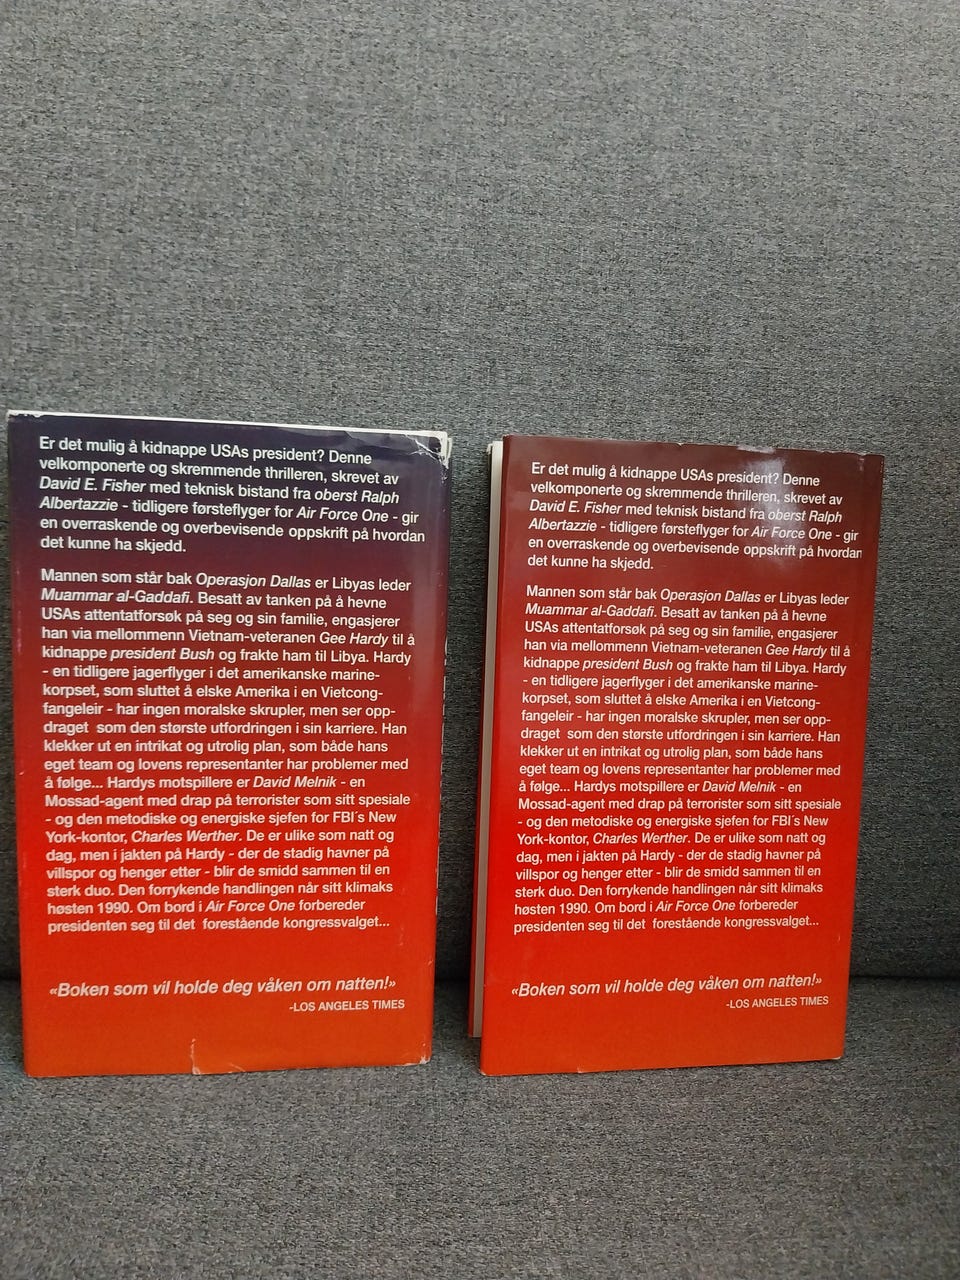 Er det mulig å kidnappe USAs president? Denne
velkomponerte og skremmende thrilleren, skrevet av
David E. Fisher med teknisk bistand fra oberst Ralph
Albertazzie - tidligere førsteflyger for Air Force One - gir
en overraskende og overbevisende oppskrift på hvordan
det kunne ha skjedd.
Mannen som står bak Operasjon Dallas er Libyas leder
Muammar al-Gaddafi. Besatt av tanken på å hevne
USAs attentatforsøk på seg og sin familie, engasjerer
han via mellommenn Vietnam-veteranen Gee Hardy til å
kidnappe president Bush og frakte ham til Libya. Hardy
- en tidligere jagerflyger i det amerikanske marine-
korpset, som sluttet å elske Amerika i en Vietcong-
fangeleir - har ingen moralske skrupler, men ser opp-
draget som den største utfordringen i sin karriere. Han
klekker ut en intrikat og utrolig plan, som både hans
eget team og lovens representanter har problemer med
å følge... Hardys motspillere er David Melnik - en
Mossad-agent med drap på terrorister som sitt spesiale
- og den metodiske og energiske sjefen for FBI´s New
York-kontor, Charles Werther. De er ulike som natt og
dag, men i jakten på Hardy - der de stadig havner på
villspor og henger etter - blir de smidd sammen til en
sterk duo. Den forrykende handlingen når sitt klimaks
høsten 1990. Om bord i Air Force One forbereder
presidenten seg til det forestående kongressvalget...
«Boken som vil holde deg våken om natten!»
-LOS ANGELES TIMES
Er det mulig å kidnappe USAs president? Denne
velkomponerte og skremmende thrilleren, skrevet av
David E. Fisher med teknisk bistand fra oberst Ralph
Albertazzie - tidligere førsteflyger for Air Force One - gir
en overraskende og overbevisende oppskrift på hvordan
det kunne ha skjedd.
Mannen som står bak Operasjon Dallas er Libyas leder
Muammar al-Gaddafi. Besatt av tanken på å hevne
USAs attentatforsøk på seg og sin familie, engasjerer
han via mellommenn Vietnam-veteranen Gee Hardy til å
kidnappe president Bush og frakte ham til Libya. Hardy
- en tidligere jagerflyger i det amerikanske marine-
korpset, som sluttet å elske Amerika i en Vietcong-
fangeleir - har ingen moralske skrupler, men ser opp-
draget som den største utfordringen i sin karriere. Han
klekker ut en intrikat og utrolig plan, som både hans
eget team og lovens representanter har problemer med
å følge... Hardys motspillere er David Melnik - en
Mossad-agent med drap på terrorister som sitt spesiale
- og den metodiske og energiske sjefen for FBI´s New
York-kontor, Charles Werther. De er ulike som natt og
dag, men i jakten på Hardy - der de stadig havner på
villspor og henger etter - blir de smidd sammen til en
sterk duo. Den forrykende handlingen når sitt klimaks
høsten 1990. Om bord i Air Force One forbereder
presidenten seg til det forestående kongressvalget...
«Boken som vil holde deg våken om natten!»
-LOS ANGELES TIMES